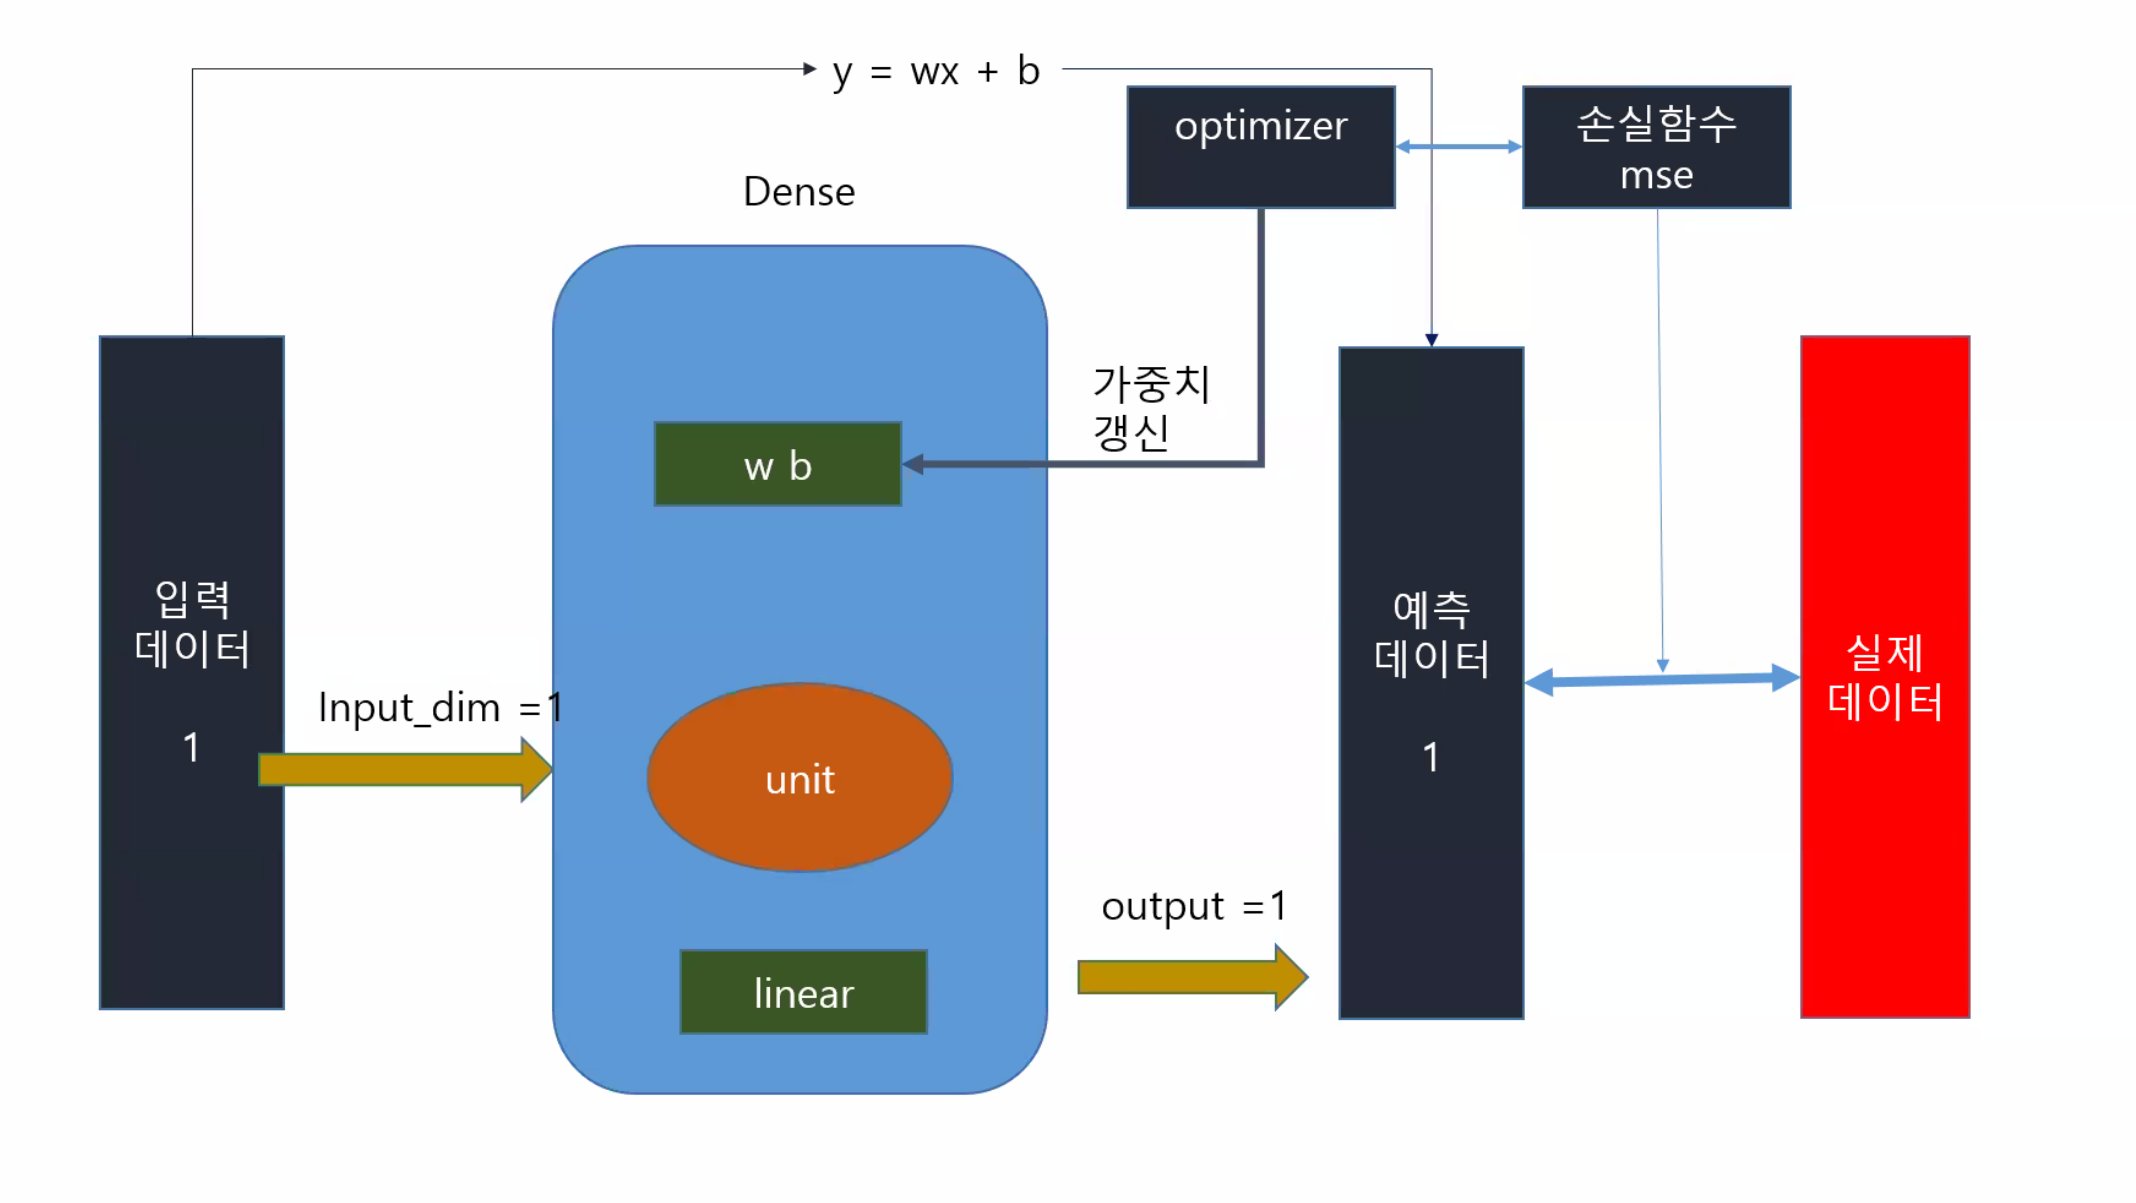 y = wx + b
optimizer
손실함수
mse
Dense
가중치
갱신
w b
입력
데이터
1
Input_dim =1
unit
linear
output =1
예측
데이터
1
실제
데이터